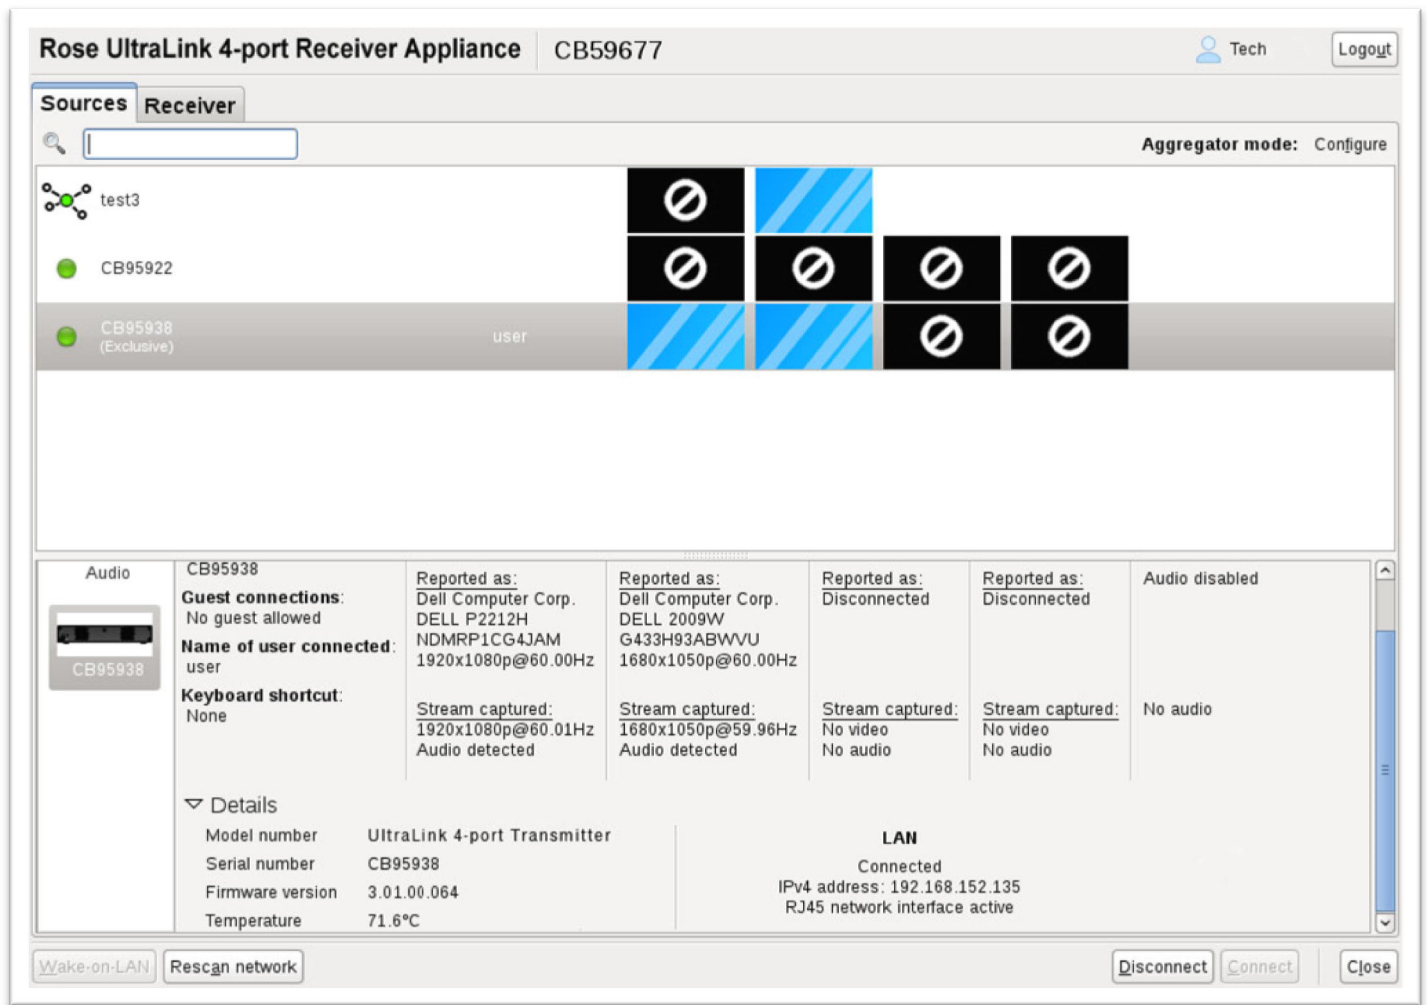 Rose UltraLink 4-port Receiver Appliance CB59677 Tech Logout
Sources Receiver
Aggregator mode: Configure
test3
CB95922
CB95938
(Exclusive)
user
Audio
CB95938
CB95938
Guest connections:
No guest allowed
Name of user connected:
user
Keyboard shortcut:
None
Reported as:
Dell Computer Corp.
DELL P2212H
NDMRP1CG4JAM
1920x1080p@60.00Hz
Stream captured:
1920x1080p@60.01Hz
Audio detected
Reported as:
Dell Computer Corp.
DELL 2009W
G433H93ABWVU
1680x1050p@60.00Hz
Stream captured:
1680x1050p@59.96Hz
Audio detected
Reported as:
Disconnected
Stream captured:
No video
No audio
Reported as:
Disconnected
Stream captured:
No video
No audio
Audio disabled
No audio
Details
Model number UltraLink 4-port Transmitter
Serial number CB95938
Firmware version 3.01.00.064
Temperature 71.6°C
LAN
Connected
IPv4 address: 192.168.152.135
RJ45 network interface active
Wake-on-LAN Rescan network Disconnect Connect Close